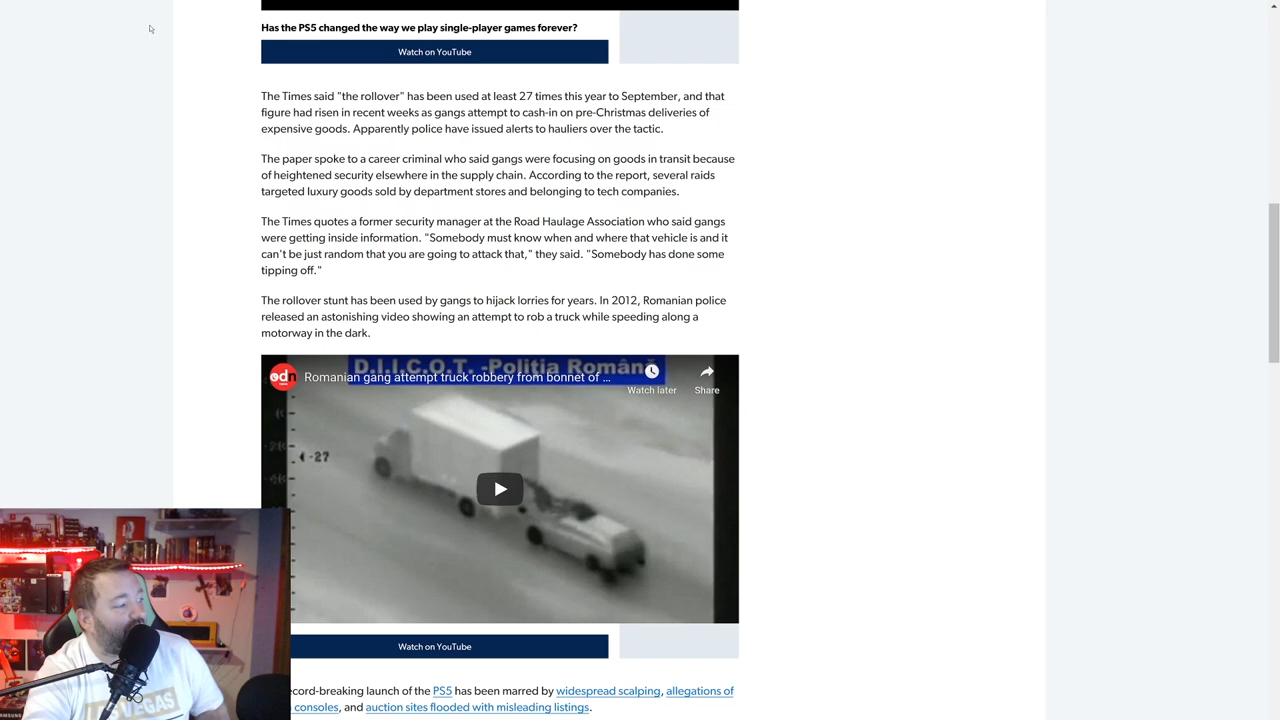 Has the PS5 changed the way we play single-player games forever?
Watch on YouTube
The Times said "the rollover" has been used at least 27 times this year to September, and that
figure had risen in recent weeks as gangs attempt to cash-in on pre-Christmas deliveries of
expensive goods. Apparently police have issued alerts to hauliers over the tactic.
The paper spoke to a career criminal who said gangs were focusing on goods in transit because
of heightened security elsewhere in the supply chain. According to the report, several raids
targeted luxury goods sold by department stores and belonging to tech companies.
The Times quotes a former security manager at the Road Haulage Association who said gangs
were getting inside information. "Somebody must know when and where that vehicle is and it
can't be just random that you are going to attack that," they said. "Somebody has done some
tipping off."
The rollover stunt has been used by gangs to hijack lorries for years. In 2012, Romanian police
released an astonishing video showing an attempt to rob a truck while speeding along a
motorway in the dark.
D.I.I.C.O.T. -Poliția Română
odn
Romanian gang attempt truck robbery from bonnet of ...
Watch later
Share
-27
Watch on YouTube
ecord-breaking launch of the PS5 has been marred by widespread scalping, allegations of
consoles, and auction sites flooded with misleading listings.